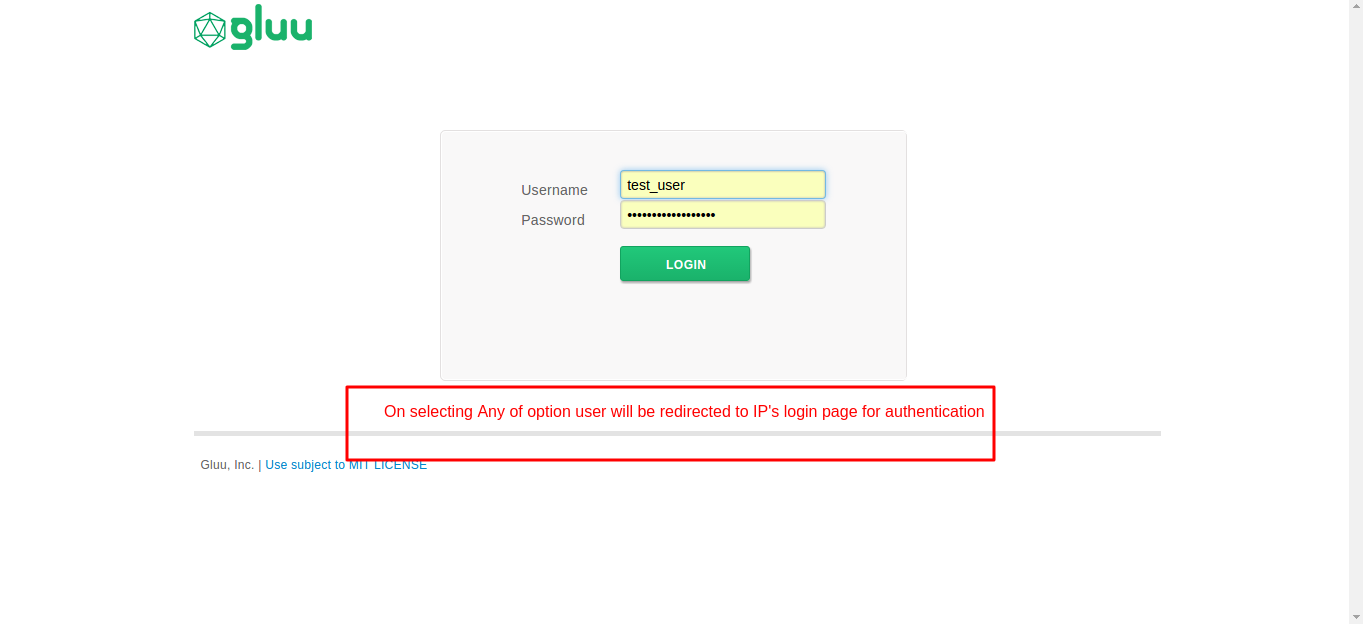 gluu
Username
test_user
Password
••••••••••••••••••
LOGIN
On selecting Any of option user will be redirected to IP's login page for authentication
Gluu, Inc. | Use subject to MIT LICENSE